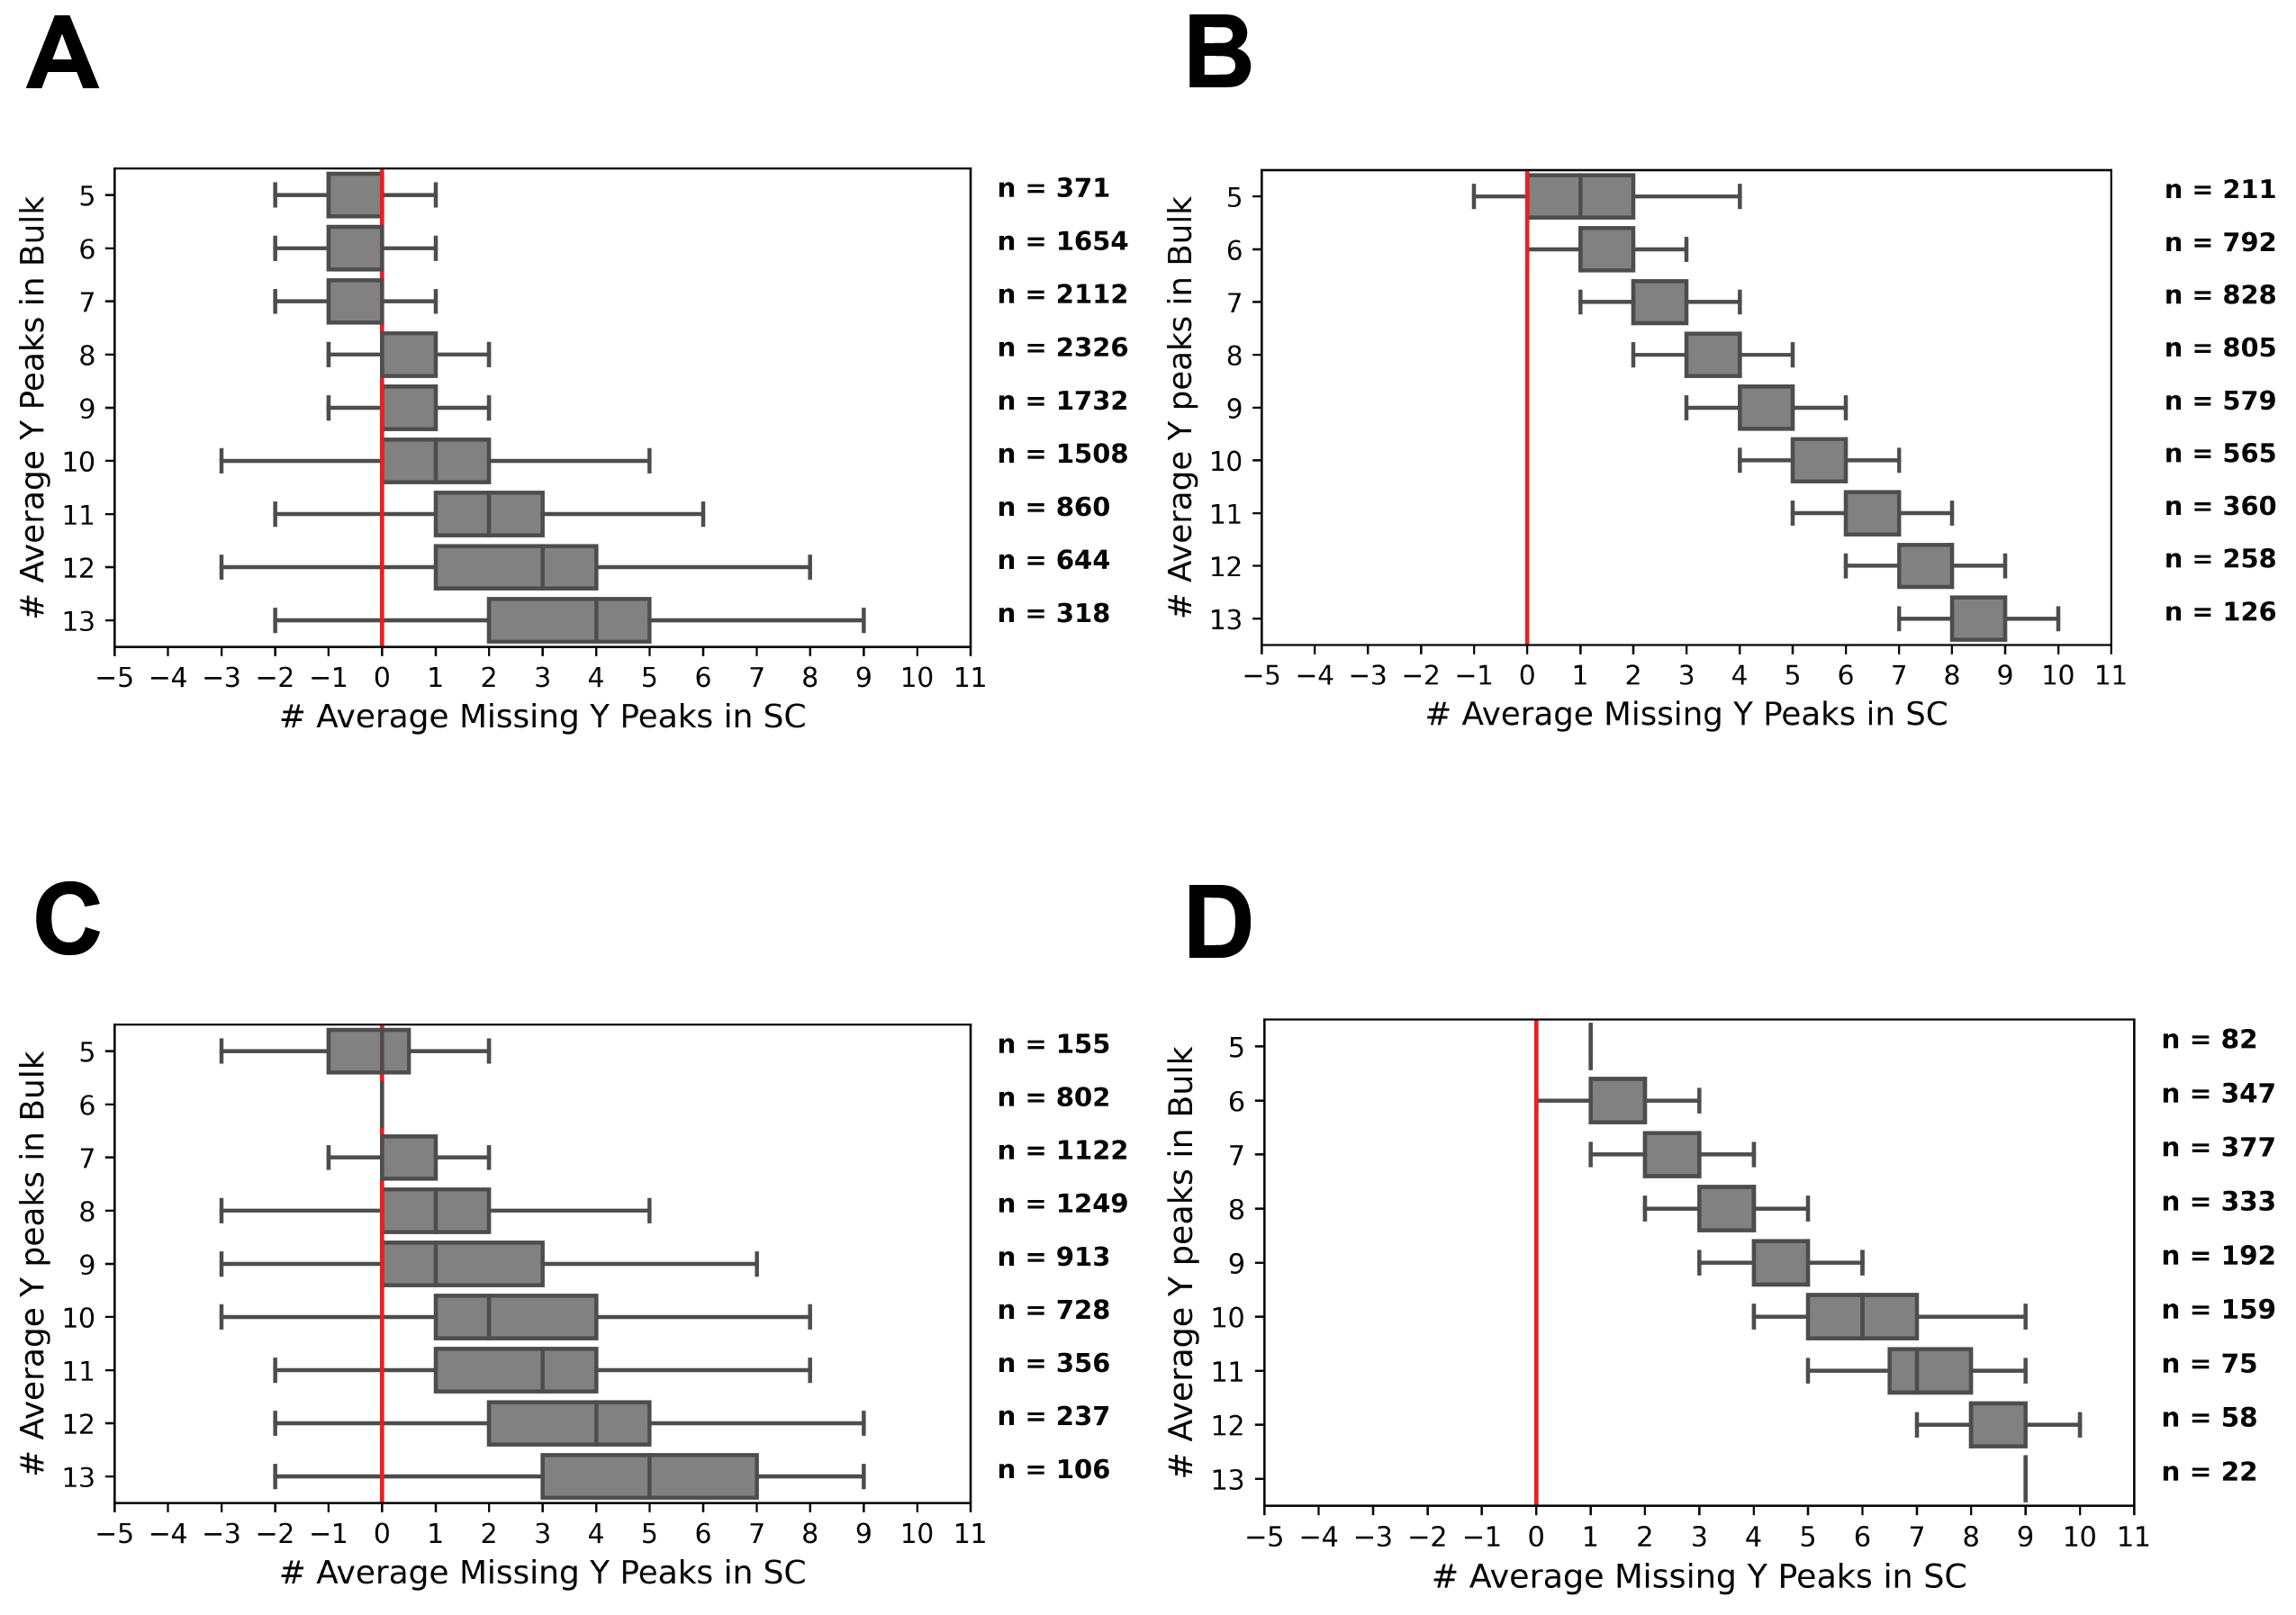 A
# Average Y Peaks in Bulk
5 n = 371
6 n = 1654
7 n = 2112
8 n = 2326
9 n = 1732
10 n = 1508
11 n = 860
12 n = 644
13 n = 318
−5 −4 −3 −2 −1 0 1 2 3 4 5 6 7 8 9 10 11
# Average Missing Y Peaks in SC
B
# Average Y peaks in Bulk
5 n = 211
6 n = 792
7 n = 828
8 n = 805
9 n = 579
10 n = 565
11 n = 360
12 n = 258
13 n = 126
−5 −4 −3 −2 −1 0 1 2 3 4 5 6 7 8 9 10 11
# Average Missing Y Peaks in SC
C
# Average Y peaks in Bulk
5 n = 155
6 n = 802
7 n = 1122
8 n = 1249
9 n = 913
10 n = 728
11 n = 356
12 n = 237
13 n = 106
−5 −4 −3 −2 −1 0 1 2 3 4 5 6 7 8 9 10 11
# Average Missing Y Peaks in SC
D
# Average Y peaks in Bulk
5 n = 82
6 n = 347
7 n = 377
8 n = 333
9 n = 192
10 n = 159
11 n = 75
12 n = 58
13 n = 22
−5 −4 −3 −2 −1 0 1 2 3 4 5 6 7 8 9 10 11
# Average Missing Y Peaks in SC